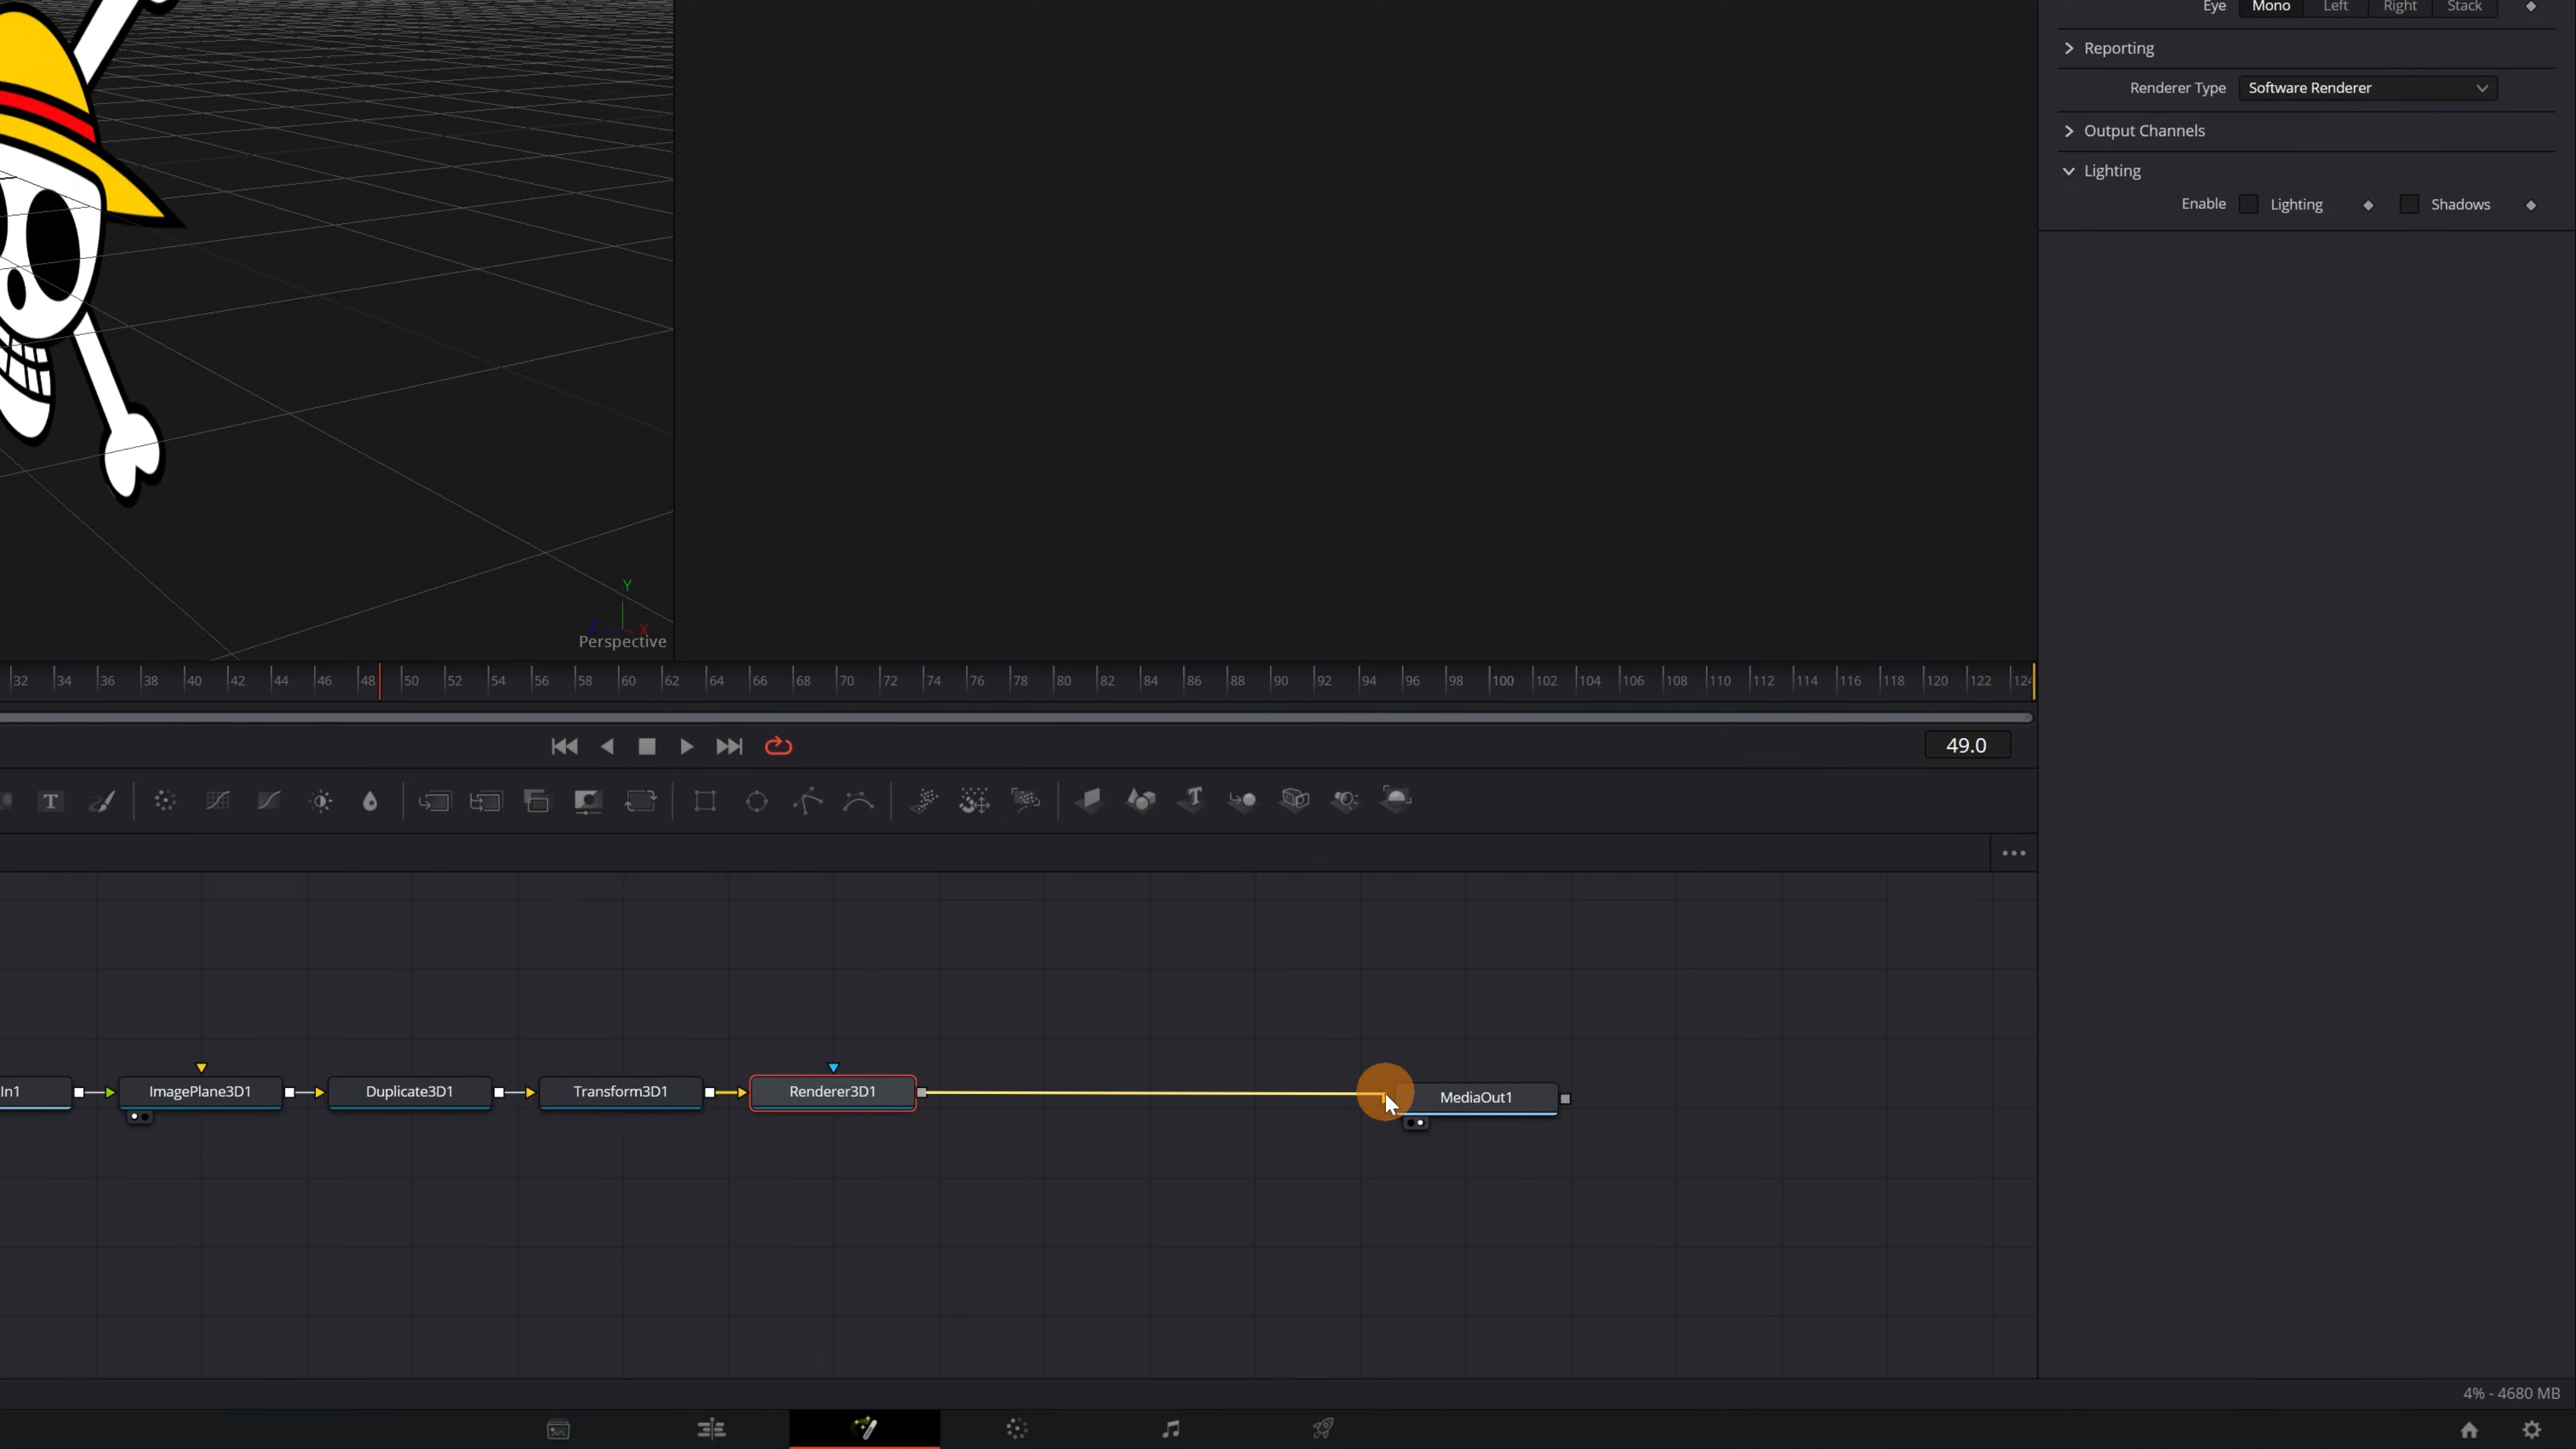 Eye Mono Left Right Stack
Reporting
Renderer Type Software Renderer
Output Channels
Lighting
Enable Lighting Shadows
Y
Z X
Perspective
32 34 36 38 40 42 44 46 48 50 52 54 56 58 60 62 64 66 68 70 72 74 76 78 80 82 84 86 88 90 92 94 96 98 100 102 104 106 108 110 112 114 116 118 120 122 124
49.0
T
In1 ImagePlane3D1 Duplicate3D1 Transform3D1 Renderer3D1 MediaOut1
4% - 4680 MB